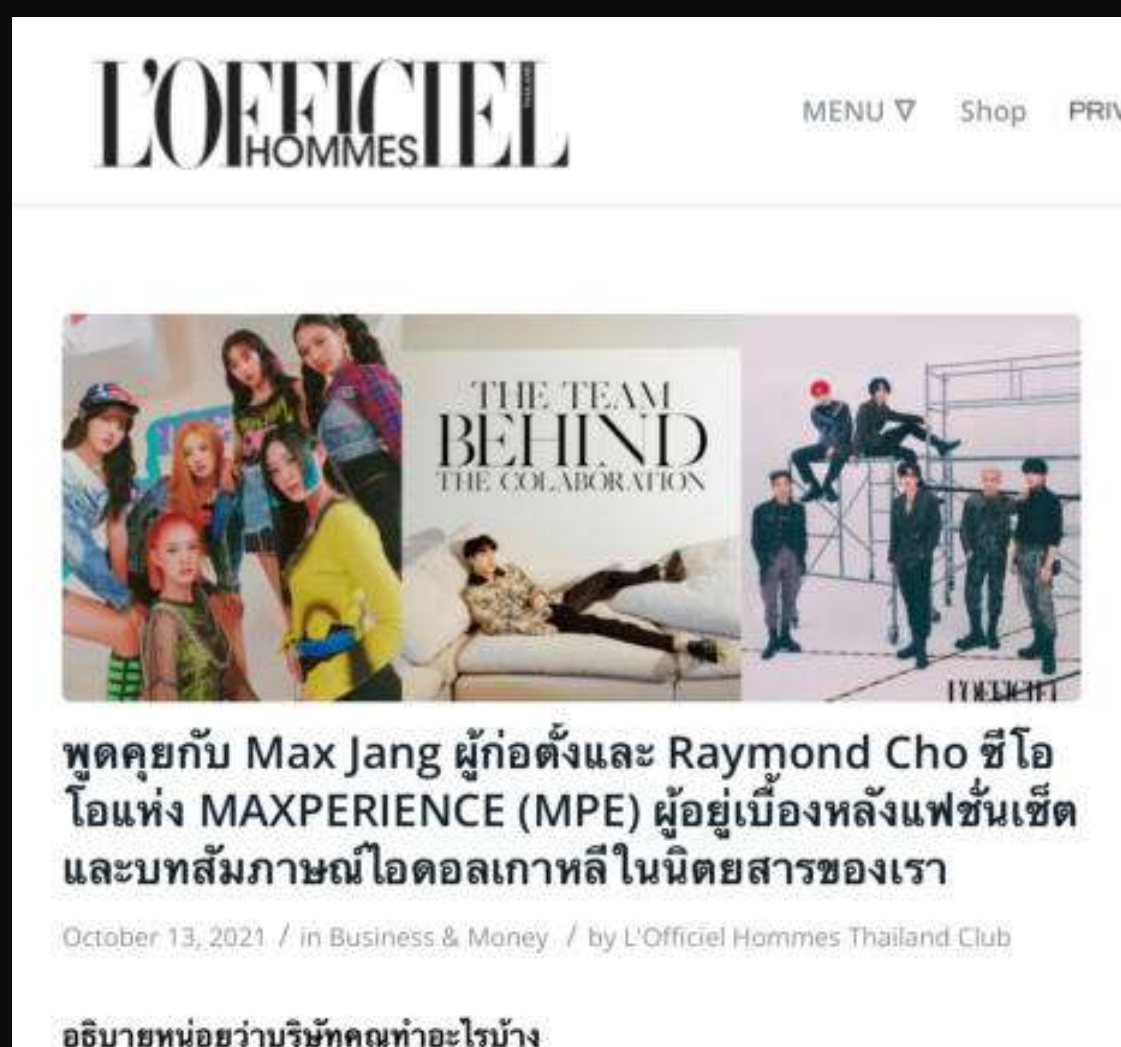 L'OFFICIEL
HOMMES
MENU ∇ Shop PRIV
THE TEAM
BEHIND
THE COLABORATION
L'OFFICIEL
พูดคุยกับ Max Jang ผู้ก่อตั้งและ Raymond Cho ซีโอ
โอแห่ง MAXPERIENCE (MPE) ผู้อยู่เบื้องหลังแฟชั่นเซ็ต
และบทสัมภาษณ์ไอดอลเกาหลีในนิตยสารของเรา
October 13, 2021 / in Business & Money / by L'Officiel Hommes Thailand Club
อธิบายหน่อยว่าบริษัทคุณทำอะไรบ้าง